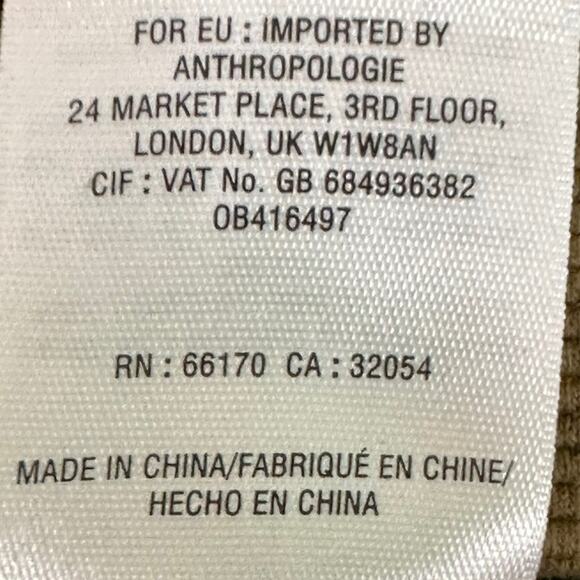 FOR EU : IMPORTED BY
ANTHROPOLOGIE
24 MARKET PLACE, 3RD FLOOR,
LONDON, UK W1W8AN
CIF : VAT No. GB 684936382
OB416497
RN : 66170 CA : 32054
MADE IN CHINA/FABRIQUÉ EN CHINE/
HECHO EN CHINA